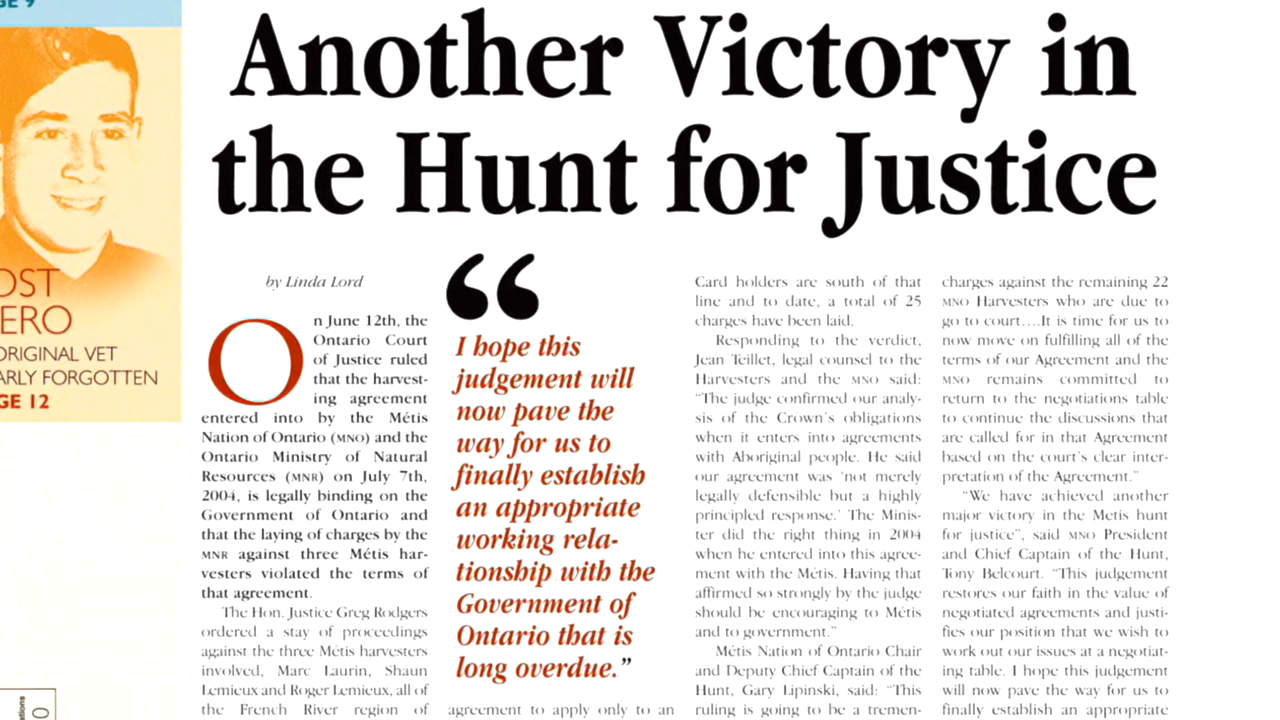 GE 9
OST
ERO
ORIGINAL VET
ARLY FORGOTTEN
GE 12
Another Victory in
the Hunt for Justice
by Linda Lord
On June 12th, the
Ontario Court
of Justice ruled
that the harvest-
ing agreement
entered into by the Métis
Nation of Ontario (MNO) and the
Ontario Ministry of Natural
Resources (MNR) on July 7th,
2004, is legally binding on the
Government of Ontario and
that the laying of charges by the
MNR against three Métis har-
vesters violated the terms of
that agreement.
The Hon. Justice Greg Rodgers
ordered a stay of proceedings
against the three Métis harvesters
involved, Marc Laurin, Shaun
Lemieux and Roger Lemieux, all of
the French River region of
“
I hope this
judgement will
now pave the
way for us to
finally establish
an appropriate
working rela-
tionship with the
Government of
Ontario that is
long overdue.”
agreement to apply only to an
Card holders are south of that
line and to date, a total of 25
charges have been laid.
Responding to the verdict,
Jean Teillet, legal counsel to the
Harvesters and the MNO said:
“The judge confirmed our analy-
sis of the Crown's obligations
when it enters into agreements
with Aboriginal people. He said
our agreement was 'not merely
legally defensible but a highly
principled response.' The Minis-
ter did the right thing in 2004
when he entered into this agree-
ment with the Métis. Having that
affirmed so strongly by the judge
should be encouraging to Métis
and to government.”
Métis Nation of Ontario Chair
and Deputy Chief Captain of the
Hunt, Gary Lipinski, said: “This
ruling is going to be a tremen-
charges against the remaining 22
MNO Harvesters who are due to
go to court....It is time for us to
now move on fulfilling all of the
terms of our Agreement and the
MNO remains committed to
return to the negotiations table
to continue the discussions that
are called for in that Agreement
based on the court's clear inter-
pretation of the Agreement.”
“We have achieved another
major victory in the Metis hunt
for justice”, said MNO President
and Chief Captain of the Hunt,
Tony Belcourt. “This judgement
restores our faith in the value of
negotiated agreements and justi-
fies our position that we wish to
work out our issues at a negotiat-
ing table. I hope this judgement
will now pave the way for us to
finally establish an appropriate